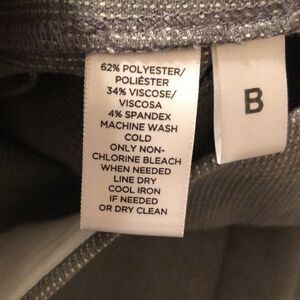 62% POLYESTER/
POLIÉSTER
34% VISCOSE/
VISCOSA
4% SPANDEX
MACHINE WASH
COLD
ONLY NON-
CHLORINE BLEACH
WHEN NEEDED
LINE DRY
COOL IRON
IF NEEDED
OR DRY CLEAN
B